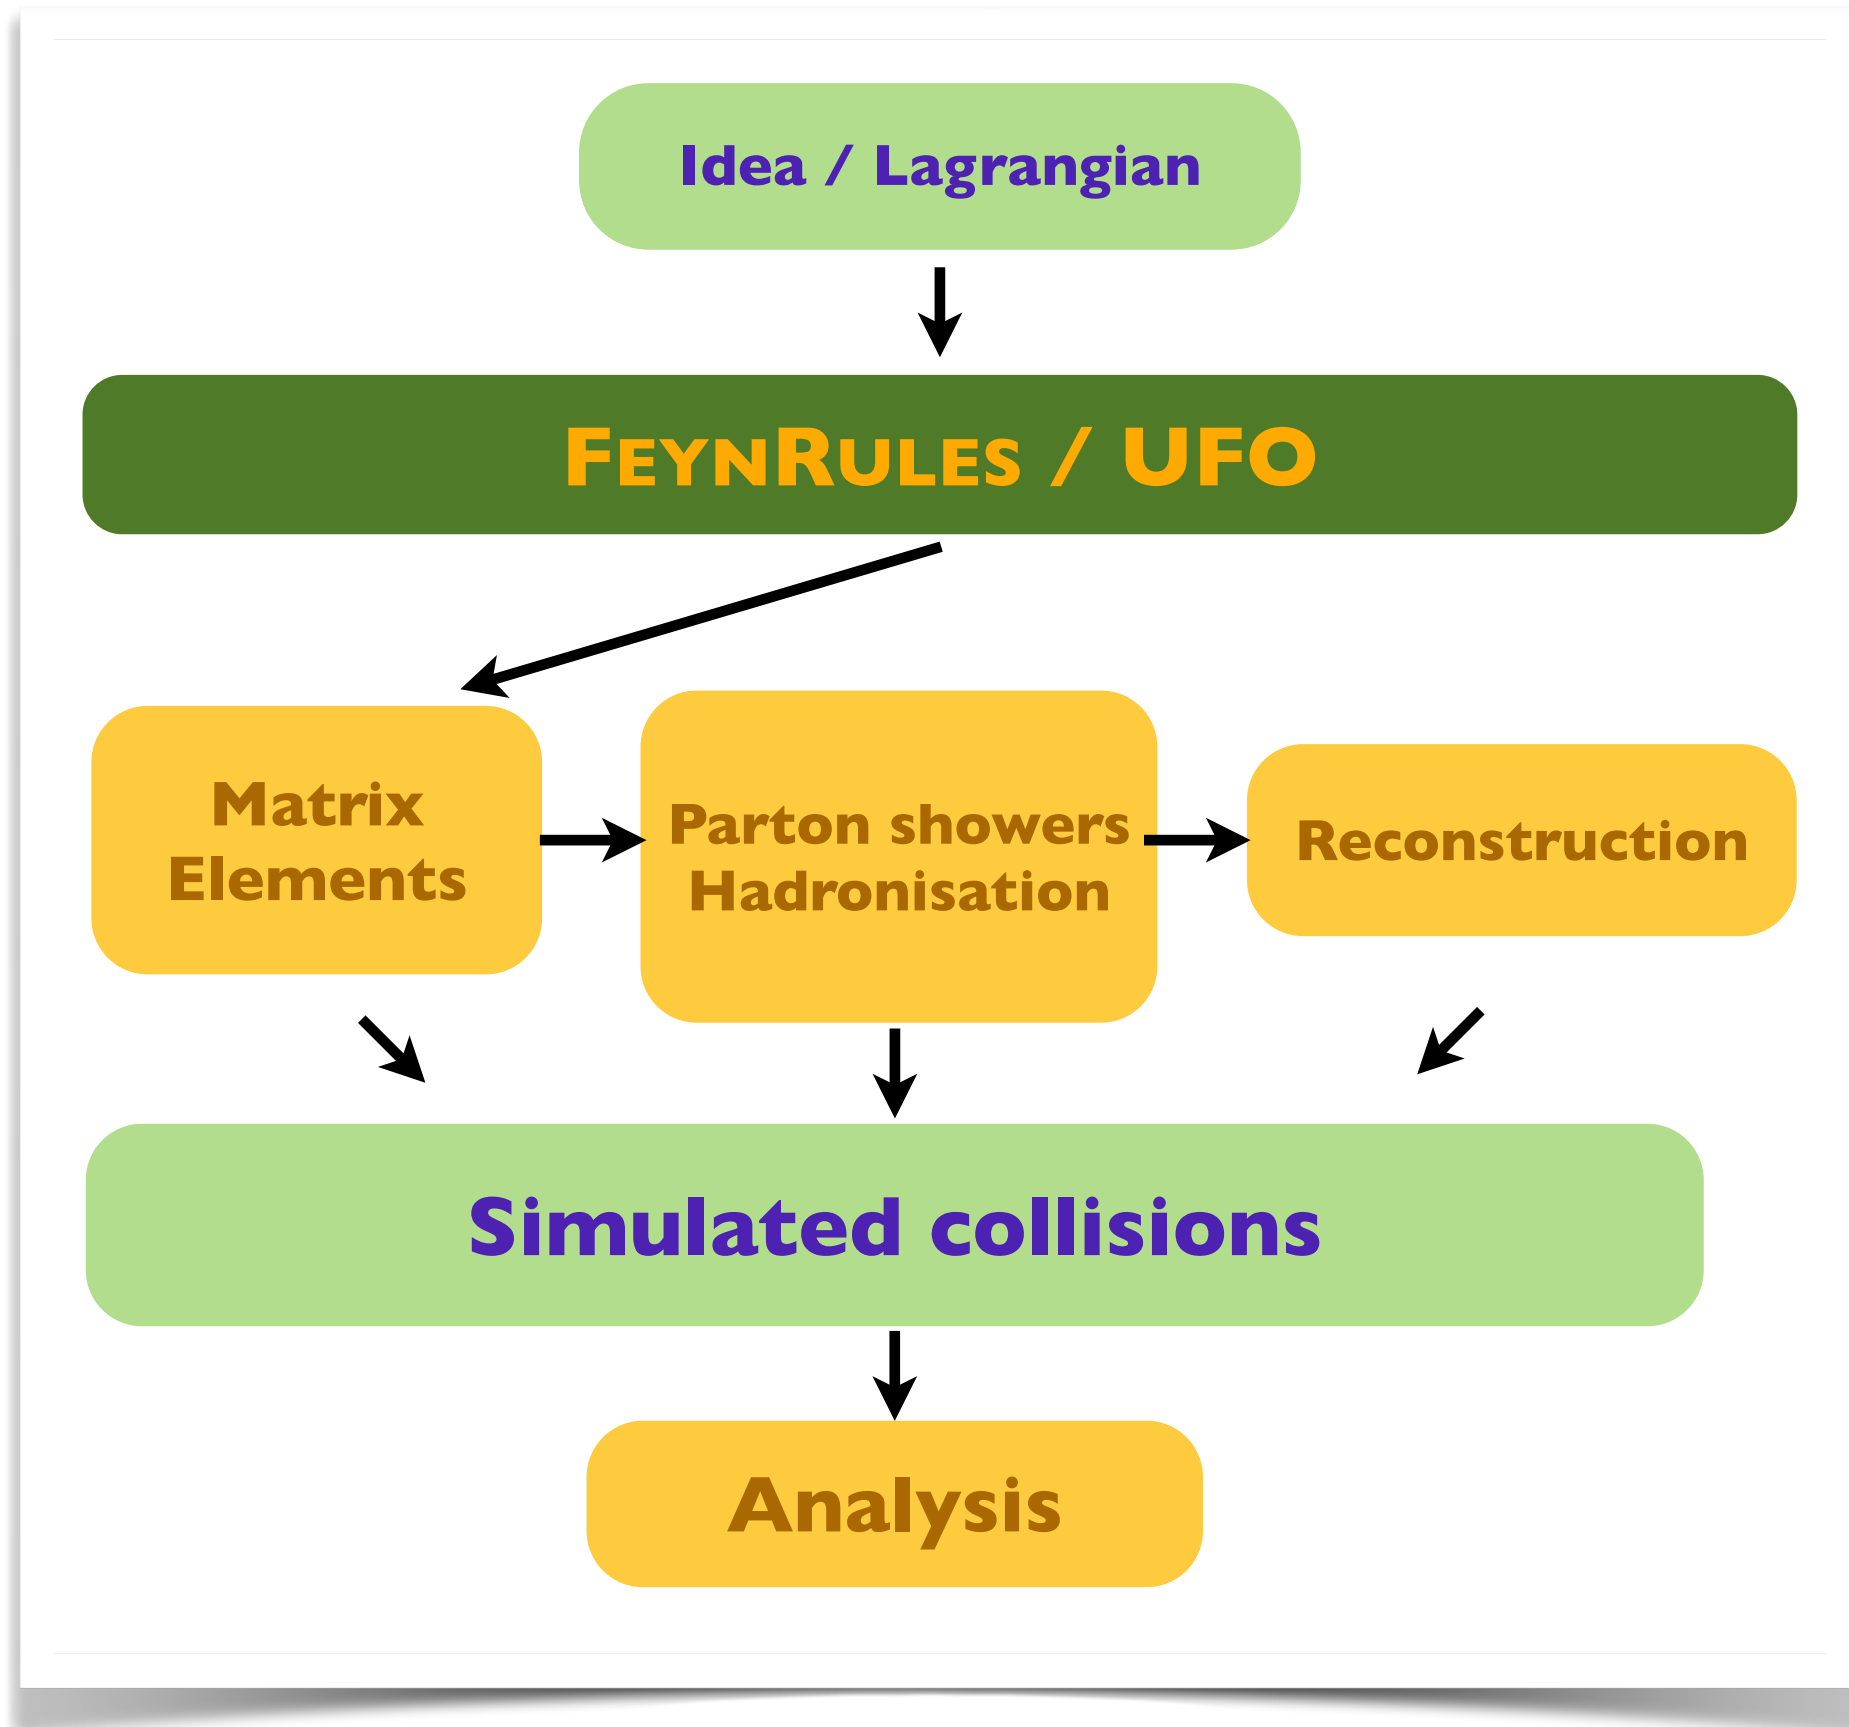 Idea / Lagrangian
FEYNRULES / UFO
Matrix
Elements
Parton showers
Hadronisation
Reconstruction
Simulated collisions
Analysis